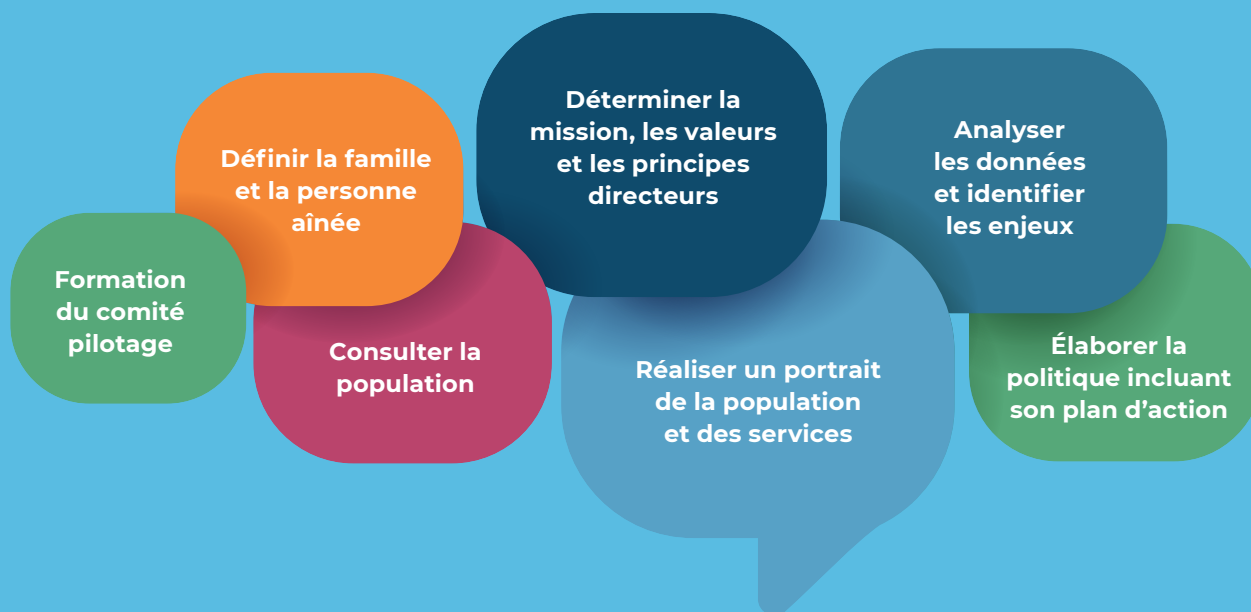 Formation
du comité
pilotage
Définir la famille
et la personne
aînée
Consulter la
population
Déterminer la
mission, les valeurs
et les principes
directeurs
Réaliser un portrait
de la population
et des services
Analyser
les données
et identifier
les enjeux
Élaborer la
politique incluant
son plan d’action